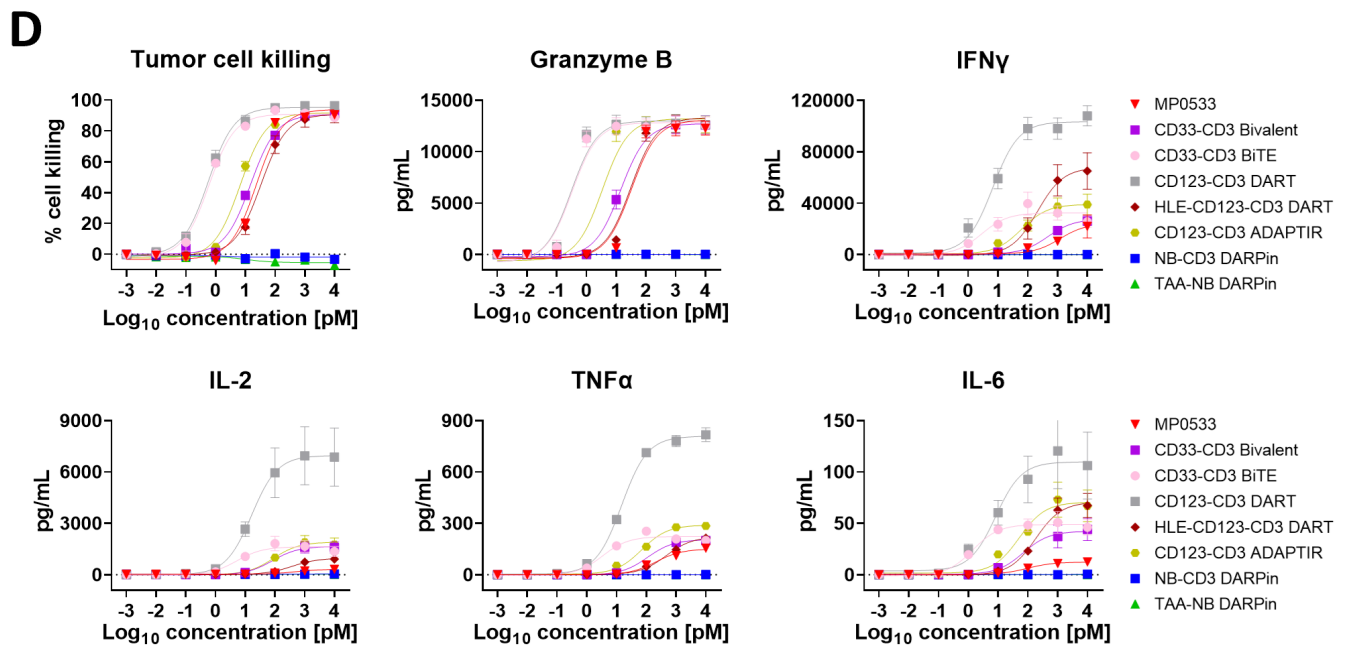 D
Tumor cell killing
% cell killing
100
80
60
40
20
0
-3 -2 -1 0 1 2 3 4
Log10 concentration [pM]
Granzyme B
pg/mL
15000
10000
5000
0
-3 -2 -1 0 1 2 3 4
Log10 concentration [pM]
IFNγ
pg/mL
120000
80000
40000
0
-3 -2 -1 0 1 2 3 4
Log10 concentration [pM]
MP0533
CD33-CD3 Bivalent
CD33-CD3 BiTE
CD123-CD3 DART
HLE-CD123-CD3 DART
CD123-CD3 ADAPTIR
NB-CD3 DARPin
TAA-NB DARPin
IL-2
pg/mL
9000
6000
3000
0
-3 -2 -1 0 1 2 3 4
Log10 concentration [pM]
TNFα
pg/mL
900
600
300
0
-3 -2 -1 0 1 2 3 4
Log10 concentration [pM]
IL-6
pg/mL
150
100
50
0
-3 -2 -1 0 1 2 3 4
Log10 concentration [pM]
MP0533
CD33-CD3 Bivalent
CD33-CD3 BiTE
CD123-CD3 DART
HLE-CD123-CD3 DART
CD123-CD3 ADAPTIR
NB-CD3 DARPin
TAA-NB DARPin